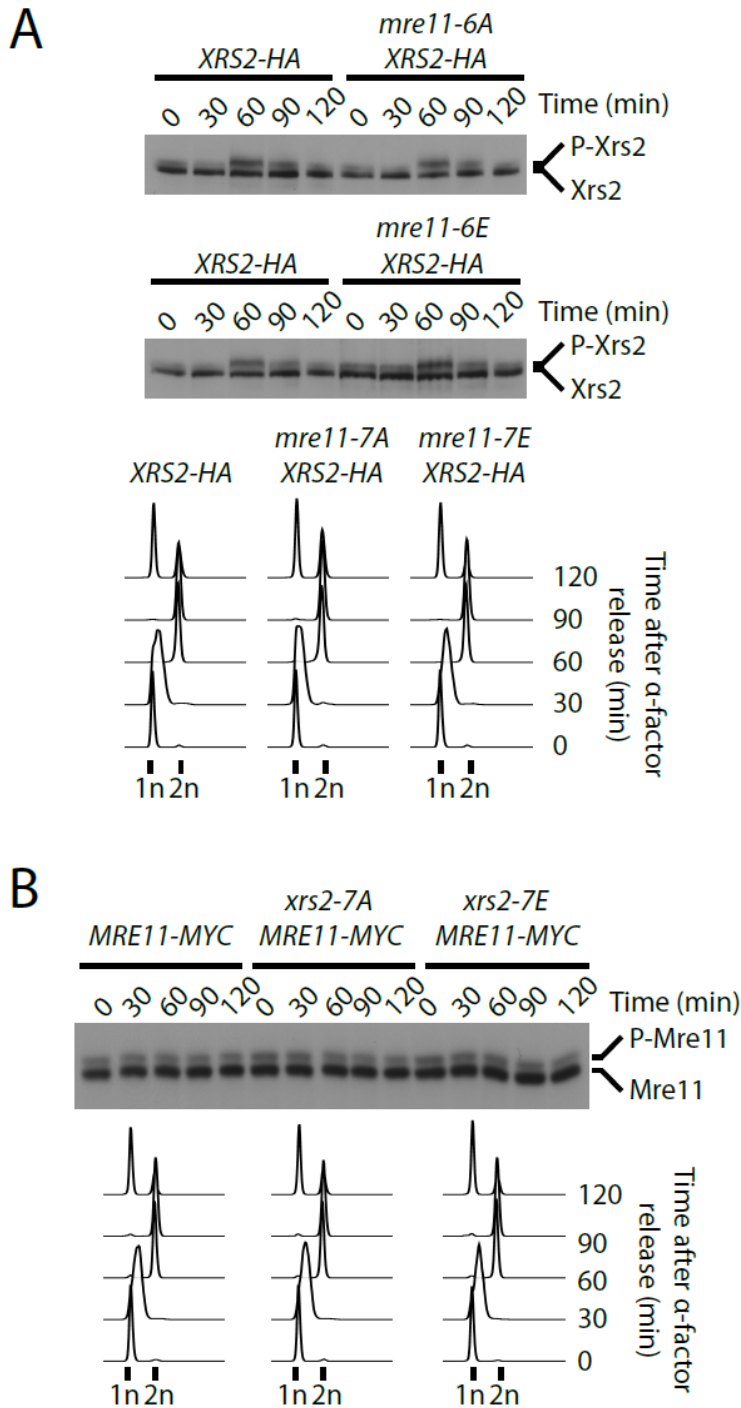 A
mre11-6A
XRS2-HA XRS2-HA
0 30 60 90 120 0 30 60 90 120 Time (min)
P-Xrs2
Xrs2
mre11-6E
XRS2-HA XRS2-HA
0 30 60 90 120 0 30 60 90 120 Time (min)
P-Xrs2
Xrs2
mre11-7A mre11-7E
XRS2-HA XRS2-HA XRS2-HA
120
90
60
30
0
Time after α-factor
release (min)
1n 2n 1n 2n 1n 2n
B
xrs2-7A xrs2-7E
MRE11-MYC MRE11-MYC MRE11-MYC
0 30 60 90 120 0 30 60 90 120 0 30 60 90 120 Time (min)
P-Mre11
Mre11
120
90
60
30
0
Time after α-factor
release (min)
1n 2n 1n 2n 1n 2n